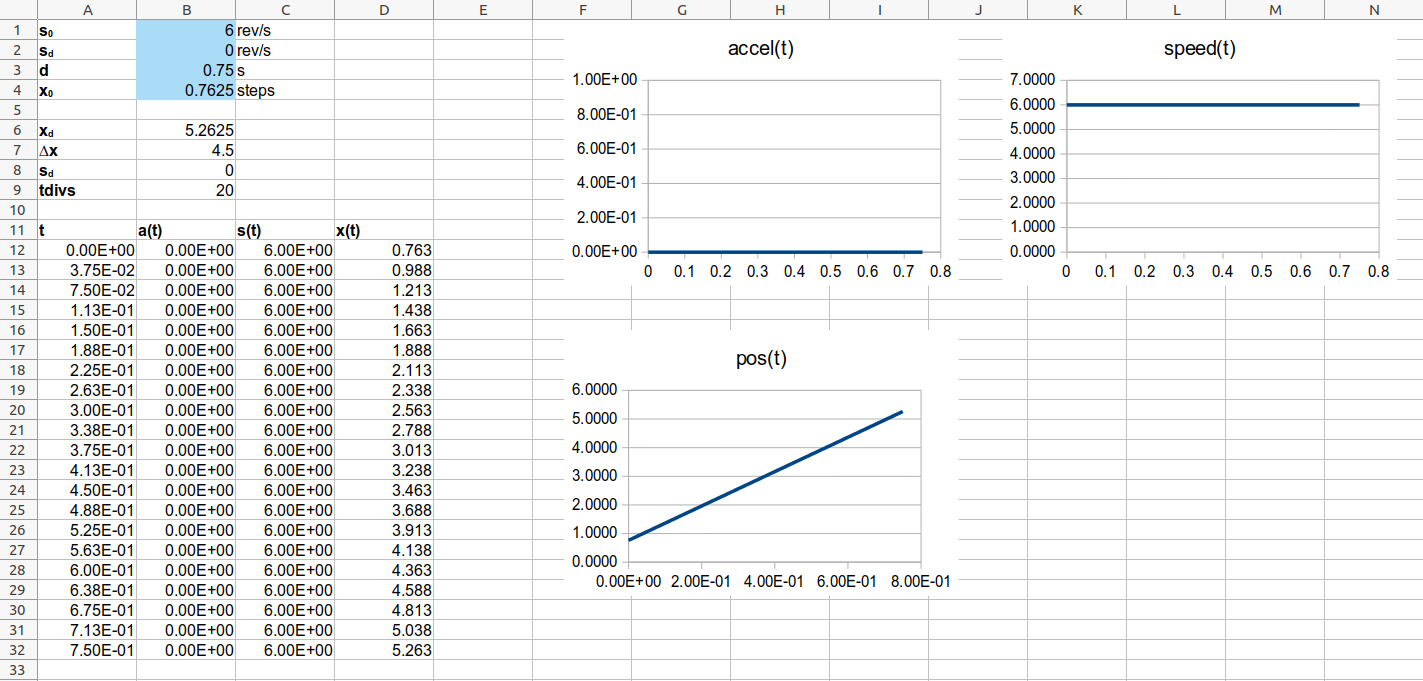 A B C D E F G H I J K L M N
1 s₀ 6 rev/s
2 s_d 0 rev/s
3 d 0.75 s
4 x₀ 0.7625 steps
5
6 x_d 5.2625
7 Δx 4.5
8 s_d 0
9 tdivs 20
10
11 t a(t) s(t) x(t)
12 0.00E+00 0.00E+00 6.00E+00 0.763
13 3.75E-02 0.00E+00 6.00E+00 0.988
14 7.50E-02 0.00E+00 6.00E+00 1.213
15 1.13E-01 0.00E+00 6.00E+00 1.438
16 1.50E-01 0.00E+00 6.00E+00 1.663
17 1.88E-01 0.00E+00 6.00E+00 1.888
18 2.25E-01 0.00E+00 6.00E+00 2.113
19 2.63E-01 0.00E+00 6.00E+00 2.338
20 3.00E-01 0.00E+00 6.00E+00 2.563
21 3.38E-01 0.00E+00 6.00E+00 2.788
22 3.75E-01 0.00E+00 6.00E+00 3.013
23 4.13E-01 0.00E+00 6.00E+00 3.238
24 4.50E-01 0.00E+00 6.00E+00 3.463
25 4.88E-01 0.00E+00 6.00E+00 3.688
26 5.25E-01 0.00E+00 6.00E+00 3.913
27 5.63E-01 0.00E+00 6.00E+00 4.138
28 6.00E-01 0.00E+00 6.00E+00 4.363
29 6.38E-01 0.00E+00 6.00E+00 4.588
30 6.75E-01 0.00E+00 6.00E+00 4.813
31 7.13E-01 0.00E+00 6.00E+00 5.038
32 7.50E-01 0.00E+00 6.00E+00 5.263
33
accel(t)
1.00E+00
8.00E-01
6.00E-01
4.00E-01
2.00E-01
0.00E+00
0 0.1 0.2 0.3 0.4 0.5 0.6 0.7 0.8
speed(t)
7.0000
6.0000
5.0000
4.0000
3.0000
2.0000
1.0000
0.0000
0 0.1 0.2 0.3 0.4 0.5 0.6 0.7 0.8
pos(t)
6.0000
5.0000
4.0000
3.0000
2.0000
1.0000
0.0000
0.00E+00 2.00E-01 4.00E-01 6.00E-01 8.00E-01